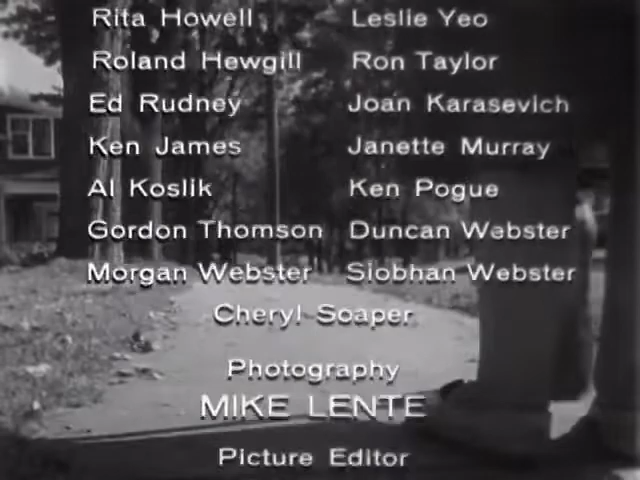 Rita Howell Leslie Yeo
Roland Hewgill Ron Taylor
Ed Rudney Joan Karasevich
Ken James Janette Murray
Al Koslik Ken Pogue
Gordon Thomson Duncan Webster
Morgan Webster Siobhan Webster
Cheryl Soaper
Photography
MIKE LENTE
Picture Editor